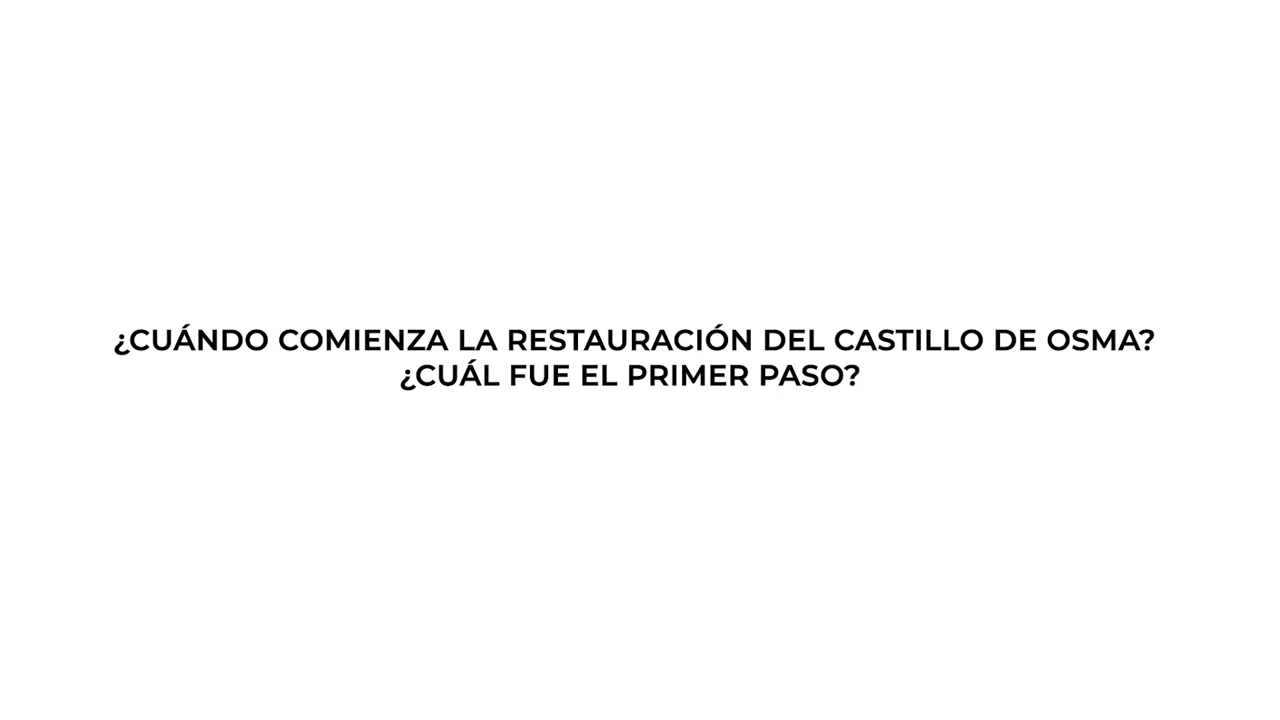 ¿CUÁNDO COMIENZA LA RESTAURACIÓN DEL CASTILLO DE OSMA?
¿CUÁL FUE EL PRIMER PASO?